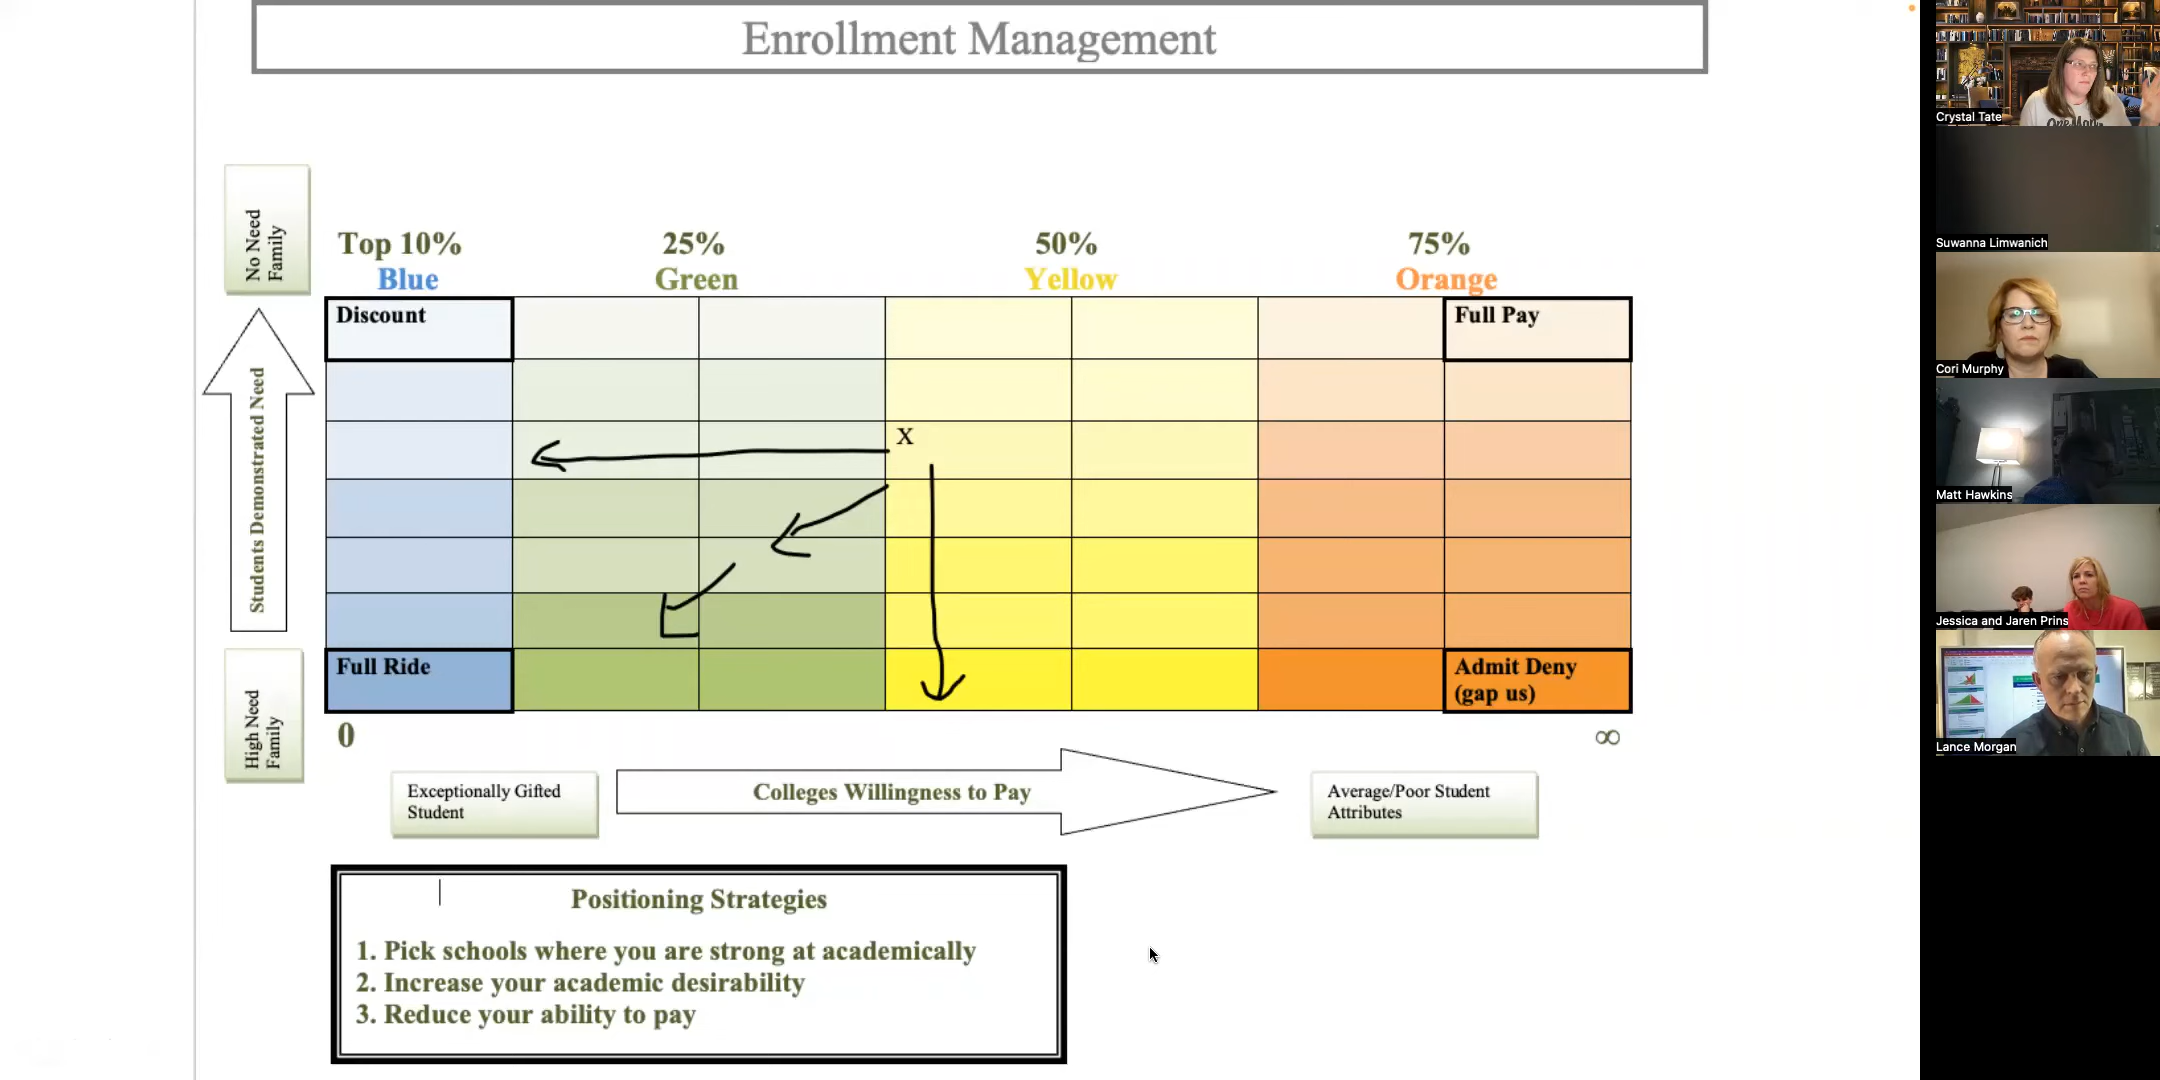 Enrollment Management
No Need
Family
Top 10%
25%
50%
75%
Blue
Green
Yellow
Orange
Discount
Full Pay
X
Students Demonstrated Need
Full Ride
Admit Deny
(gap us)
High Need
Family
0
∞
Exceptionally Gifted
Student
Colleges Willingness to Pay
Average/Poor Student
Attributes
Positioning Strategies
1. Pick schools where you are strong at academically
2. Increase your academic desirability
3. Reduce your ability to pay
Crystal Tate
Suwanna Limwanich
Cori Murphy
Matt Hawkins
Jessica and Jaren Prins
Lance Morgan